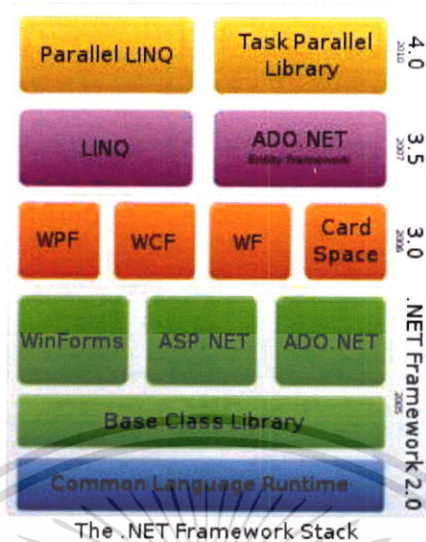 Parallel LINQ
Task Parallel
Library
4.0
2010
LINQ
ADO.NET
Entity Framework
3.5
2007
WPF
WCF
WF
Card
Space
3.0
2006
WinForms
ASP.NET
ADO.NET
Base Class Library
Common Language Runtime
.NET Framework 2.0
2005
The .NET Framework Stack